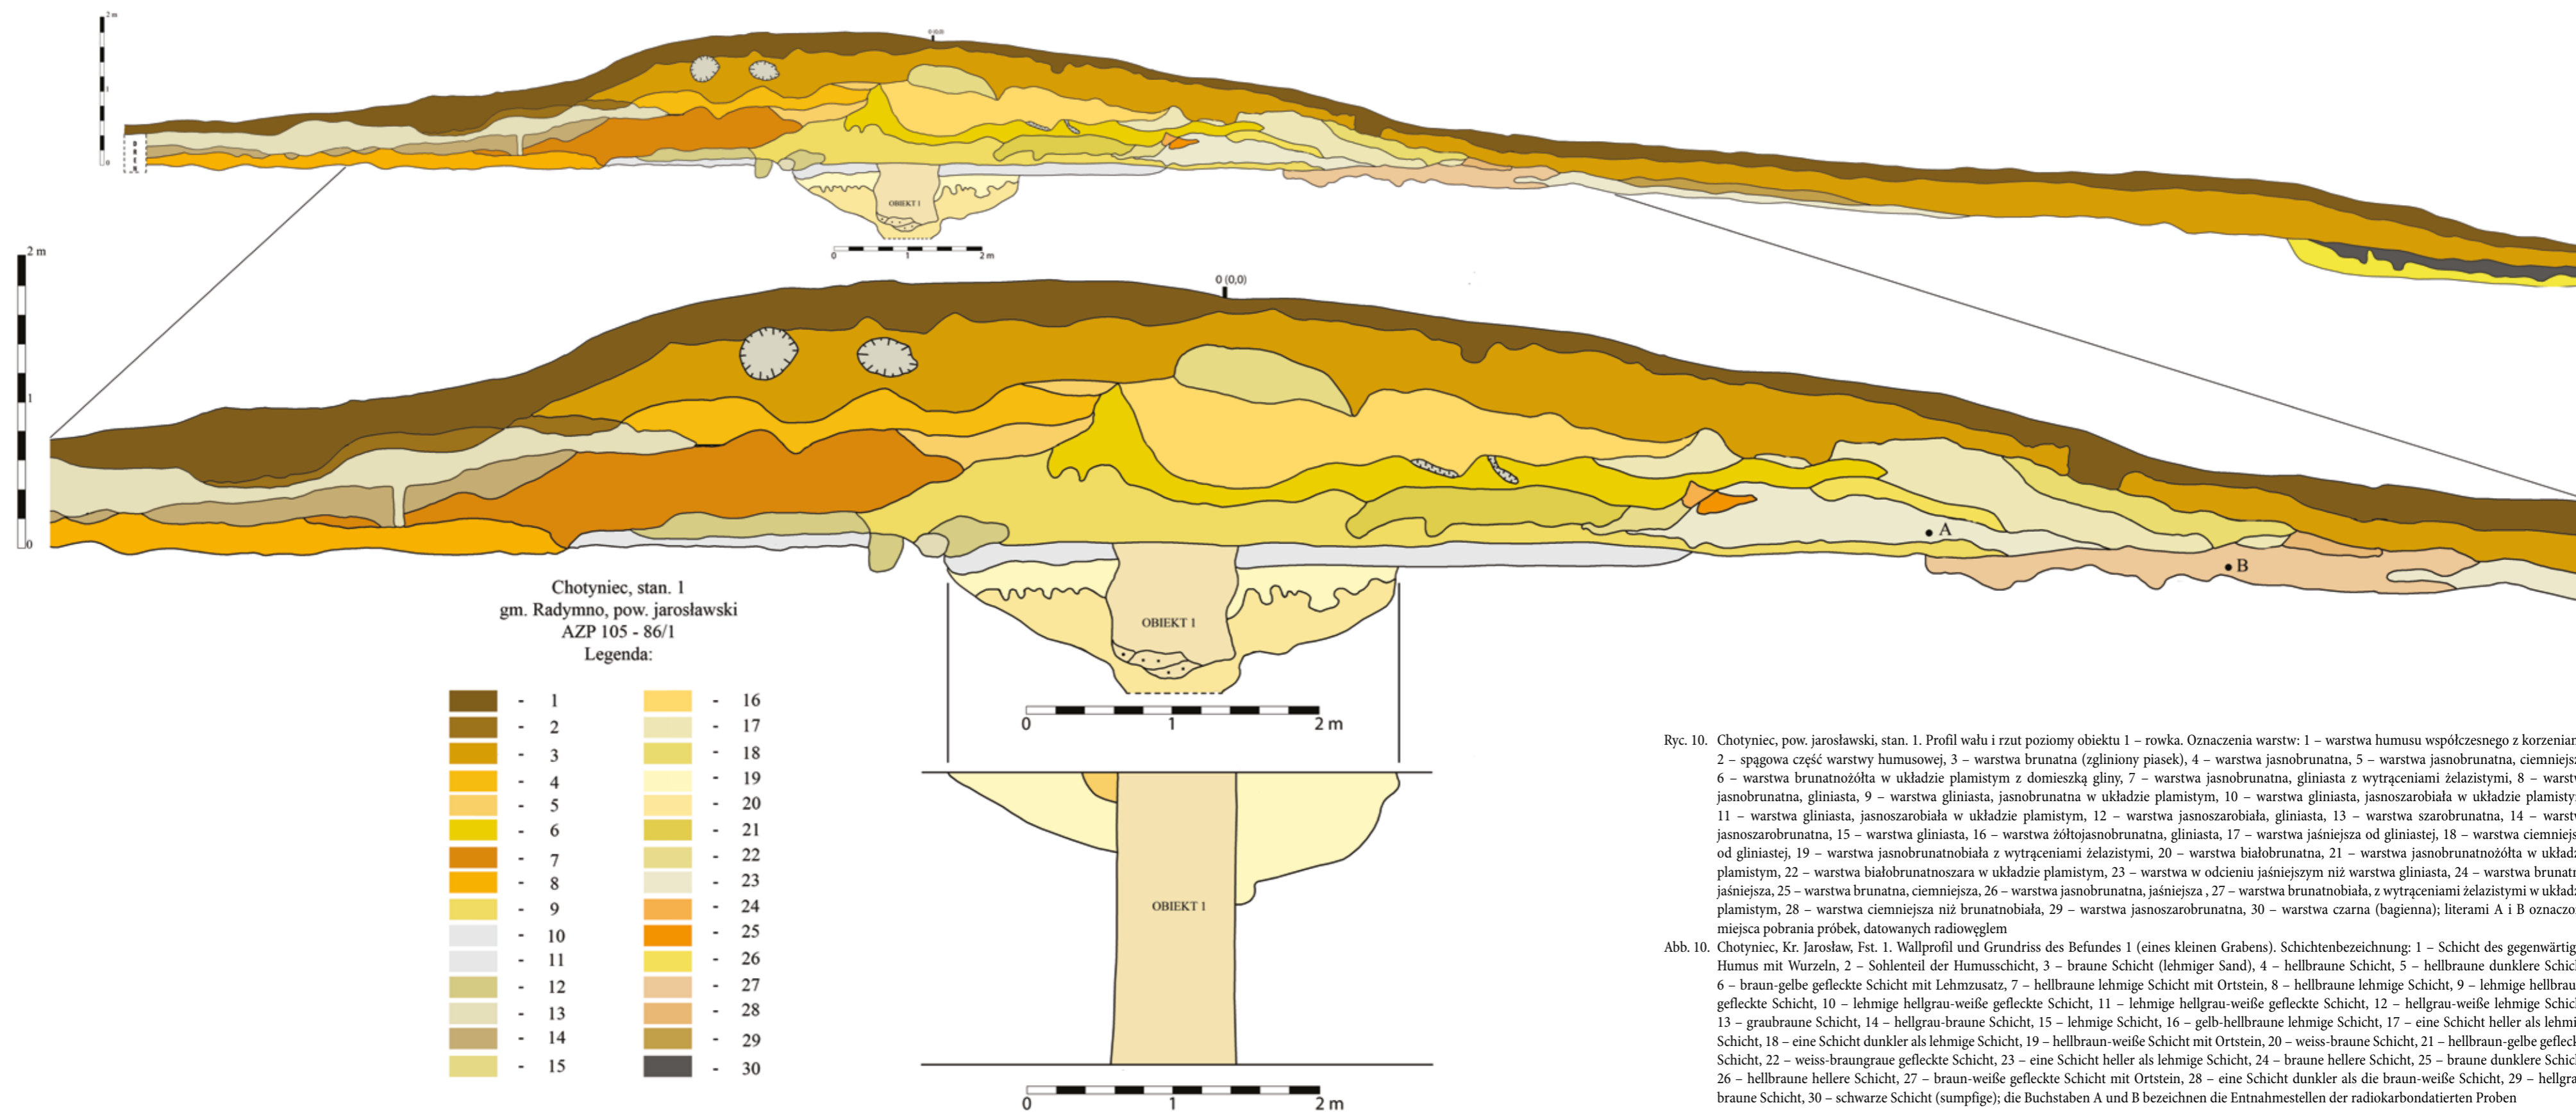 2 m
1
0
0 (0,0)
D
R
E
N
OBIEKT 1
0 1 2 m
2 m
1
0
0 (0,0)
A
B
OBIEKT 1
0 1 2 m
Chotyniec, stan. 1
gm. Radymno, pow. jarosławski
AZP 105 - 86/1
Legenda:
- 1 - 16
- 2 - 17
- 3 - 18
- 4 - 19
- 5 - 20
- 6 - 21
- 7 - 22
- 8 - 23
- 9 - 24
- 10 - 25
- 11 - 26
- 12 - 27
- 13 - 28
- 14 - 29
- 15 - 30
OBIEKT 1
0 1 2 m
Ryc. 10. Chotyniec, pow. jarosławski, stan. 1. Profil wału i rzut poziomy obiektu 1 – rowka. Oznaczenia warstw: 1 – warstwa humusu współczesnego z korzenian
2 – spągowa część warstwy humusowej, 3 – warstwa brunatna (zgliniony piasek), 4 – warstwa jasnobrunatna, 5 – warstwa jasnobrunatna, ciemniejsz
6 – warstwa brunatnożółta w układzie plamistym z domieszką gliny, 7 – warstwa jasnobrunatna, gliniasta z wytrąceniami żelazistymi, 8 – warstw
jasnobrunatna, gliniasta, 9 – warstwa gliniasta, jasnobrunatna w układzie plamistym, 10 – warstwa gliniasta, jasnoszarobiała w układzie plamisty
11 – warstwa gliniasta, jasnoszarobiała w układzie plamistym, 12 – warstwa jasnoszarobiała, gliniasta, 13 – warstwa szarobrunatna, 14 – warstw
jasnoszarobrunatna, 15 – warstwa gliniasta, 16 – warstwa żółtojasnobrunatna, gliniasta, 17 – warstwa jaśniejsza od gliniastej, 18 – warstwa ciemniejs
od gliniastej, 19 – warstwa jasnobrunatnobiała z wytrąceniami żelazistymi, 20 – warstwa białobrunatna, 21 – warstwa jasnobrunatnożółta w układ
plamistym, 22 – warstwa białobrunatnoszara w układzie plamistym, 23 – warstwa w odcieniu jaśniejszym niż warstwa gliniasta, 24 – warstwa brunatn
jaśniejsza, 25 – warstwa brunatna, ciemniejsza, 26 – warstwa jasnobrunatna, jaśniejsza , 27 – warstwa brunatnobiała, z wytrąceniami żelazistymi w układ
plamistym, 28 – warstwa ciemniejsza niż brunatnobiała, 29 – warstwa jasnoszarobrunatna, 30 – warstwa czarna (bagienna); literami A i B oznaczo
miejsca pobrania próbek, datowanych radiowęglem
Abb. 10. Chotyniec, Kr. Jarosław, Fst. 1. Wallprofil und Grundriss des Befundes 1 (eines kleinen Grabens). Schichtenbezeichnung: 1 – Schicht des gegenwärtig
Humus mit Wurzeln, 2 – Sohlenteil der Humusschicht, 3 – braune Schicht (lehmiger Sand), 4 – hellbraune Schicht, 5 – hellbraune dunklere Schic
6 – braun-gelbe gefleckte Schicht mit Lehmzusatz, 7 – hellbraune lehmige Schicht mit Ortstein, 8 – hellbraune lehmige Schicht, 9 – lehmige hellbrau
gefleckte Schicht, 10 – lehmige hellgrau-weiße gefleckte Schicht, 11 – lehmige hellgrau-weiße gefleckte Schicht, 12 – hellgrau-weiße lehmige Schic
13 – graubraune Schicht, 14 – hellgrau-braune Schicht, 15 – lehmige Schicht, 16 – gelb-hellbraune lehmige Schicht, 17 – eine Schicht heller als lehmi
Schicht, 18 – eine Schicht dunkler als lehmige Schicht, 19 – hellbraun-weiße Schicht mit Ortstein, 20 – weiss-braune Schicht, 21 – hellbraun-gelbe gefleck
Schicht, 22 – weiss-braungraue gefleckte Schicht, 23 – eine Schicht heller als lehmige Schicht, 24 – braune hellere Schicht, 25 – braune dunklere Schic
26 – hellbraune hellere Schicht, 27 – braun-weiße gefleckte Schicht mit Ortstein, 28 – eine Schicht dunkler als die braun-weiße Schicht, 29 – hellgra
braune Schicht, 30 – schwarze Schicht (sumpfige); die Buchstaben A und B bezeichnen die Entnahmestellen der radiokarbondatierten Proben